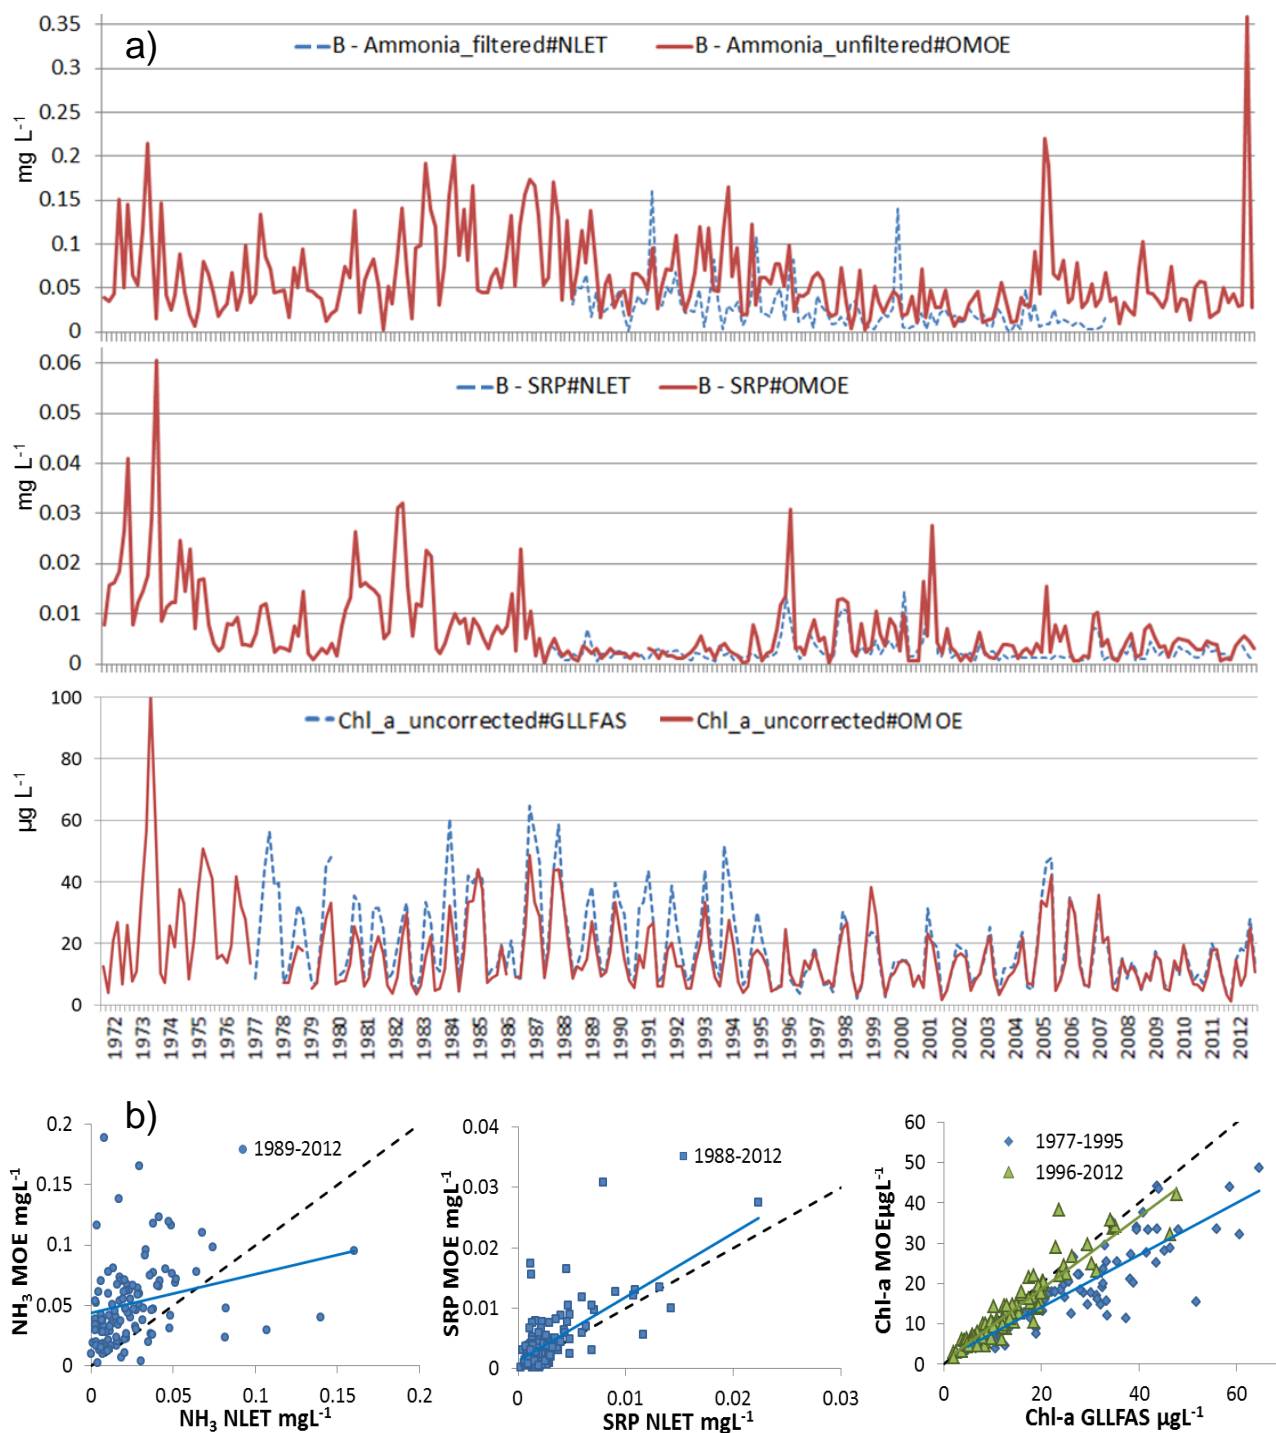 a)
B - Ammonia_filtered#NLET
B - Ammonia_unfiltered#OMOE
mg L-1
0.35
0.3
0.25
0.2
0.15
0.1
0.05
0
B - SRP#NLET
B - SRP#OMOE
mg L-1
0.06
0.05
0.04
0.03
0.02
0.01
0
Chl_a_uncorrected#GLLFAS
Chl_a_uncorrected#OMOE
µg L-1
100
80
60
40
20
0
1972 1973 1974 1975 1976 1977 1978 1979 1980 1981 1982 1983 1984 1985 1986 1987 1988 1989 1990 1991 1992 1993 1994 1995 1996 1997 1998 1999 2000 2001 2002 2003 2004 2005 2006 2007 2008 2009 2010 2011 2012
b)
NH3 MOE mgL-1
0.2
0.15
0.1
0.05
0
1989-2012
0 0.05 0.1 0.15 0.2
NH3 NLET mgL-1
SRP MOE mgL-1
0.04
0.03
0.02
0.01
0
1988-2012
0 0.01 0.02 0.03
SRP NLET mgL-1
Chl-a MOEµgL-1
60
50
40
30
20
10
0
1977-1995
1996-2012
0 20 40 60
Chl-a GLLFAS µgL-1